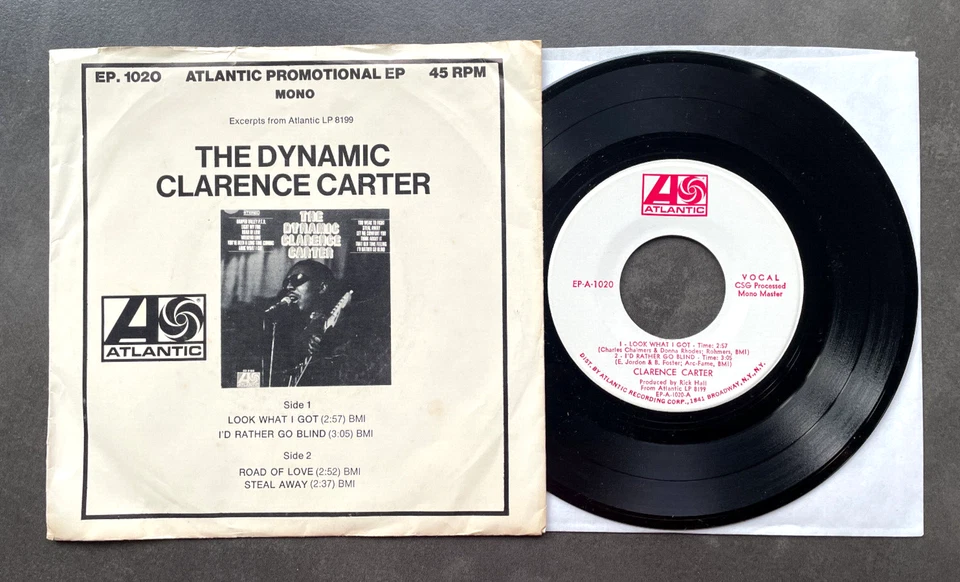 EP. 1020 ATLANTIC PROMOTIONAL EP 45 RPM
MONO
Excerpts from Atlantic LP 8199
THE DYNAMIC
CLARENCE CARTER
THE
DYNAMIC
CLARENCE
CARTER
ATLANTIC
Side 1
LOOK WHAT I GOT (2:57) BMI
I'D RATHER GO BLIND (3:05) BMI
Side 2
ROAD OF LOVE (2:52) BMI
STEAL AWAY (2:37) BMI
ATLANTIC
EP-A-1020
VOCAL
CSG Processed
Mono Master
1 - LOOK WHAT I GOT - Time: 2:57
(Charles Chalmers & Donna Rhodes; Rohmers, BMI)
2 - I'D RATHER GO BLIND - Time: 3:05
(E. Jordon & R. Foster; Arc-Fame, BMI)
CLARENCE CARTER
Produced by Rick Hall
From Atlantic LP 8199
EP-A-1020-A
DIST. BY ATLANTIC RECORDING CORP., 1841 BROADWAY, N.Y., N.Y.